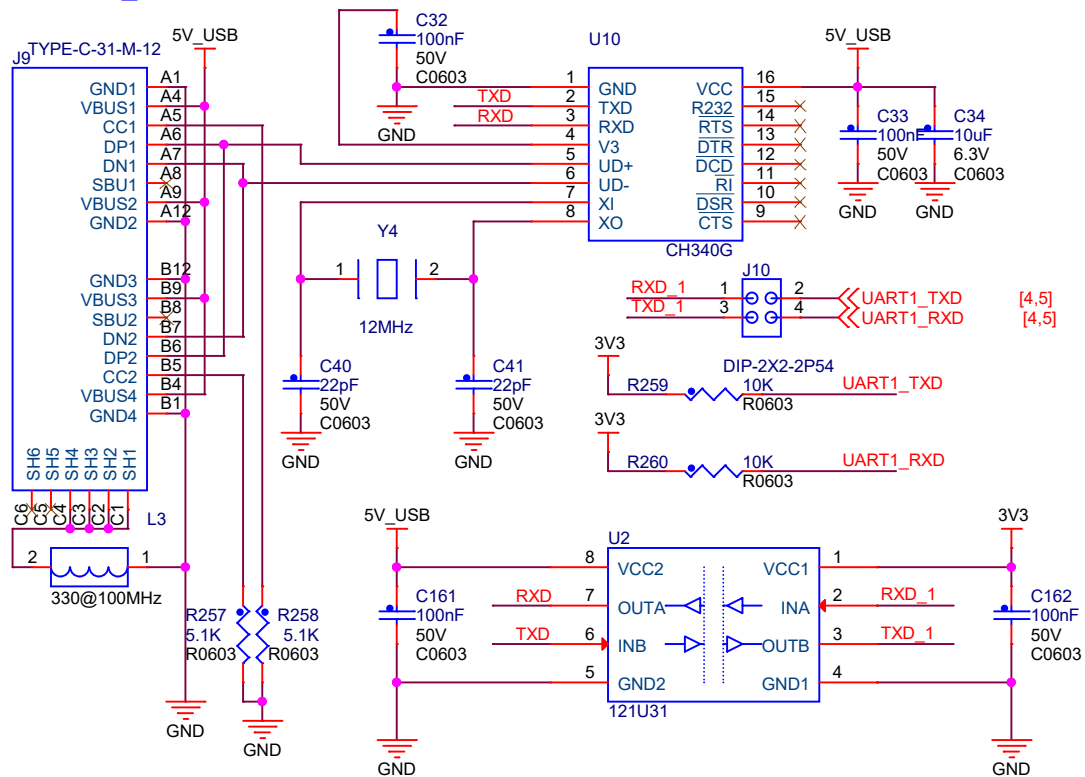 J9
TYPE-C-31-M-12
5V_USB
A1
GND1
A4
VBUS1
A5
CC1
A6
DP1
A7
DN1
A8
SBU1
A9
VBUS2
A12
GND2
B12
GND3
B9
VBUS3
B8
SBU2
B7
DN2
B6
DP2
B5
CC2
B4
VBUS4
B1
GND4
SH6
SH5
SH4
SH3
SH2
SH1
C6
C5
C4
C3
C2
C1
L3
2
1
330@100MHz
R257
5.1K
R0603
R258
5.1K
R0603
GND
GND
C32
100nF
50V
C0603
GND
U10
TXD
RXD
1
GND
2
TXD
3
RXD
4
V3
5
UD+
6
UD-
7
XI
8
XO
VCC
16
R232
15
RTS
14
DTR
13
DCD
12
RI
11
DSR
10
CTS
9
CH340G
5V_USB
C33
100nF
50V
C0603
GND
C34
10uF
6.3V
C0603
GND
Y4
1
2
12MHz
C40
22pF
50V
C0603
GND
C41
22pF
50V
C0603
GND
J10
RXD_1
1
2
UART1_TXD
[4,5]
TXD_1
3
4
UART1_RXD
[4,5]
DIP-2X2-2P54
3V3
R259
10K
R0603
UART1_TXD
3V3
R260
10K
R0603
UART1_RXD
5V_USB
C161
100nF
50V
C0603
GND
U2
8
VCC2
RXD
7
OUTA
TXD
6
INB
5
GND2
VCC1
1
INA
2
RXD_1
OUTB
3
TXD_1
GND1
4
121U31
3V3
C162
100nF
50V
C0603
GND